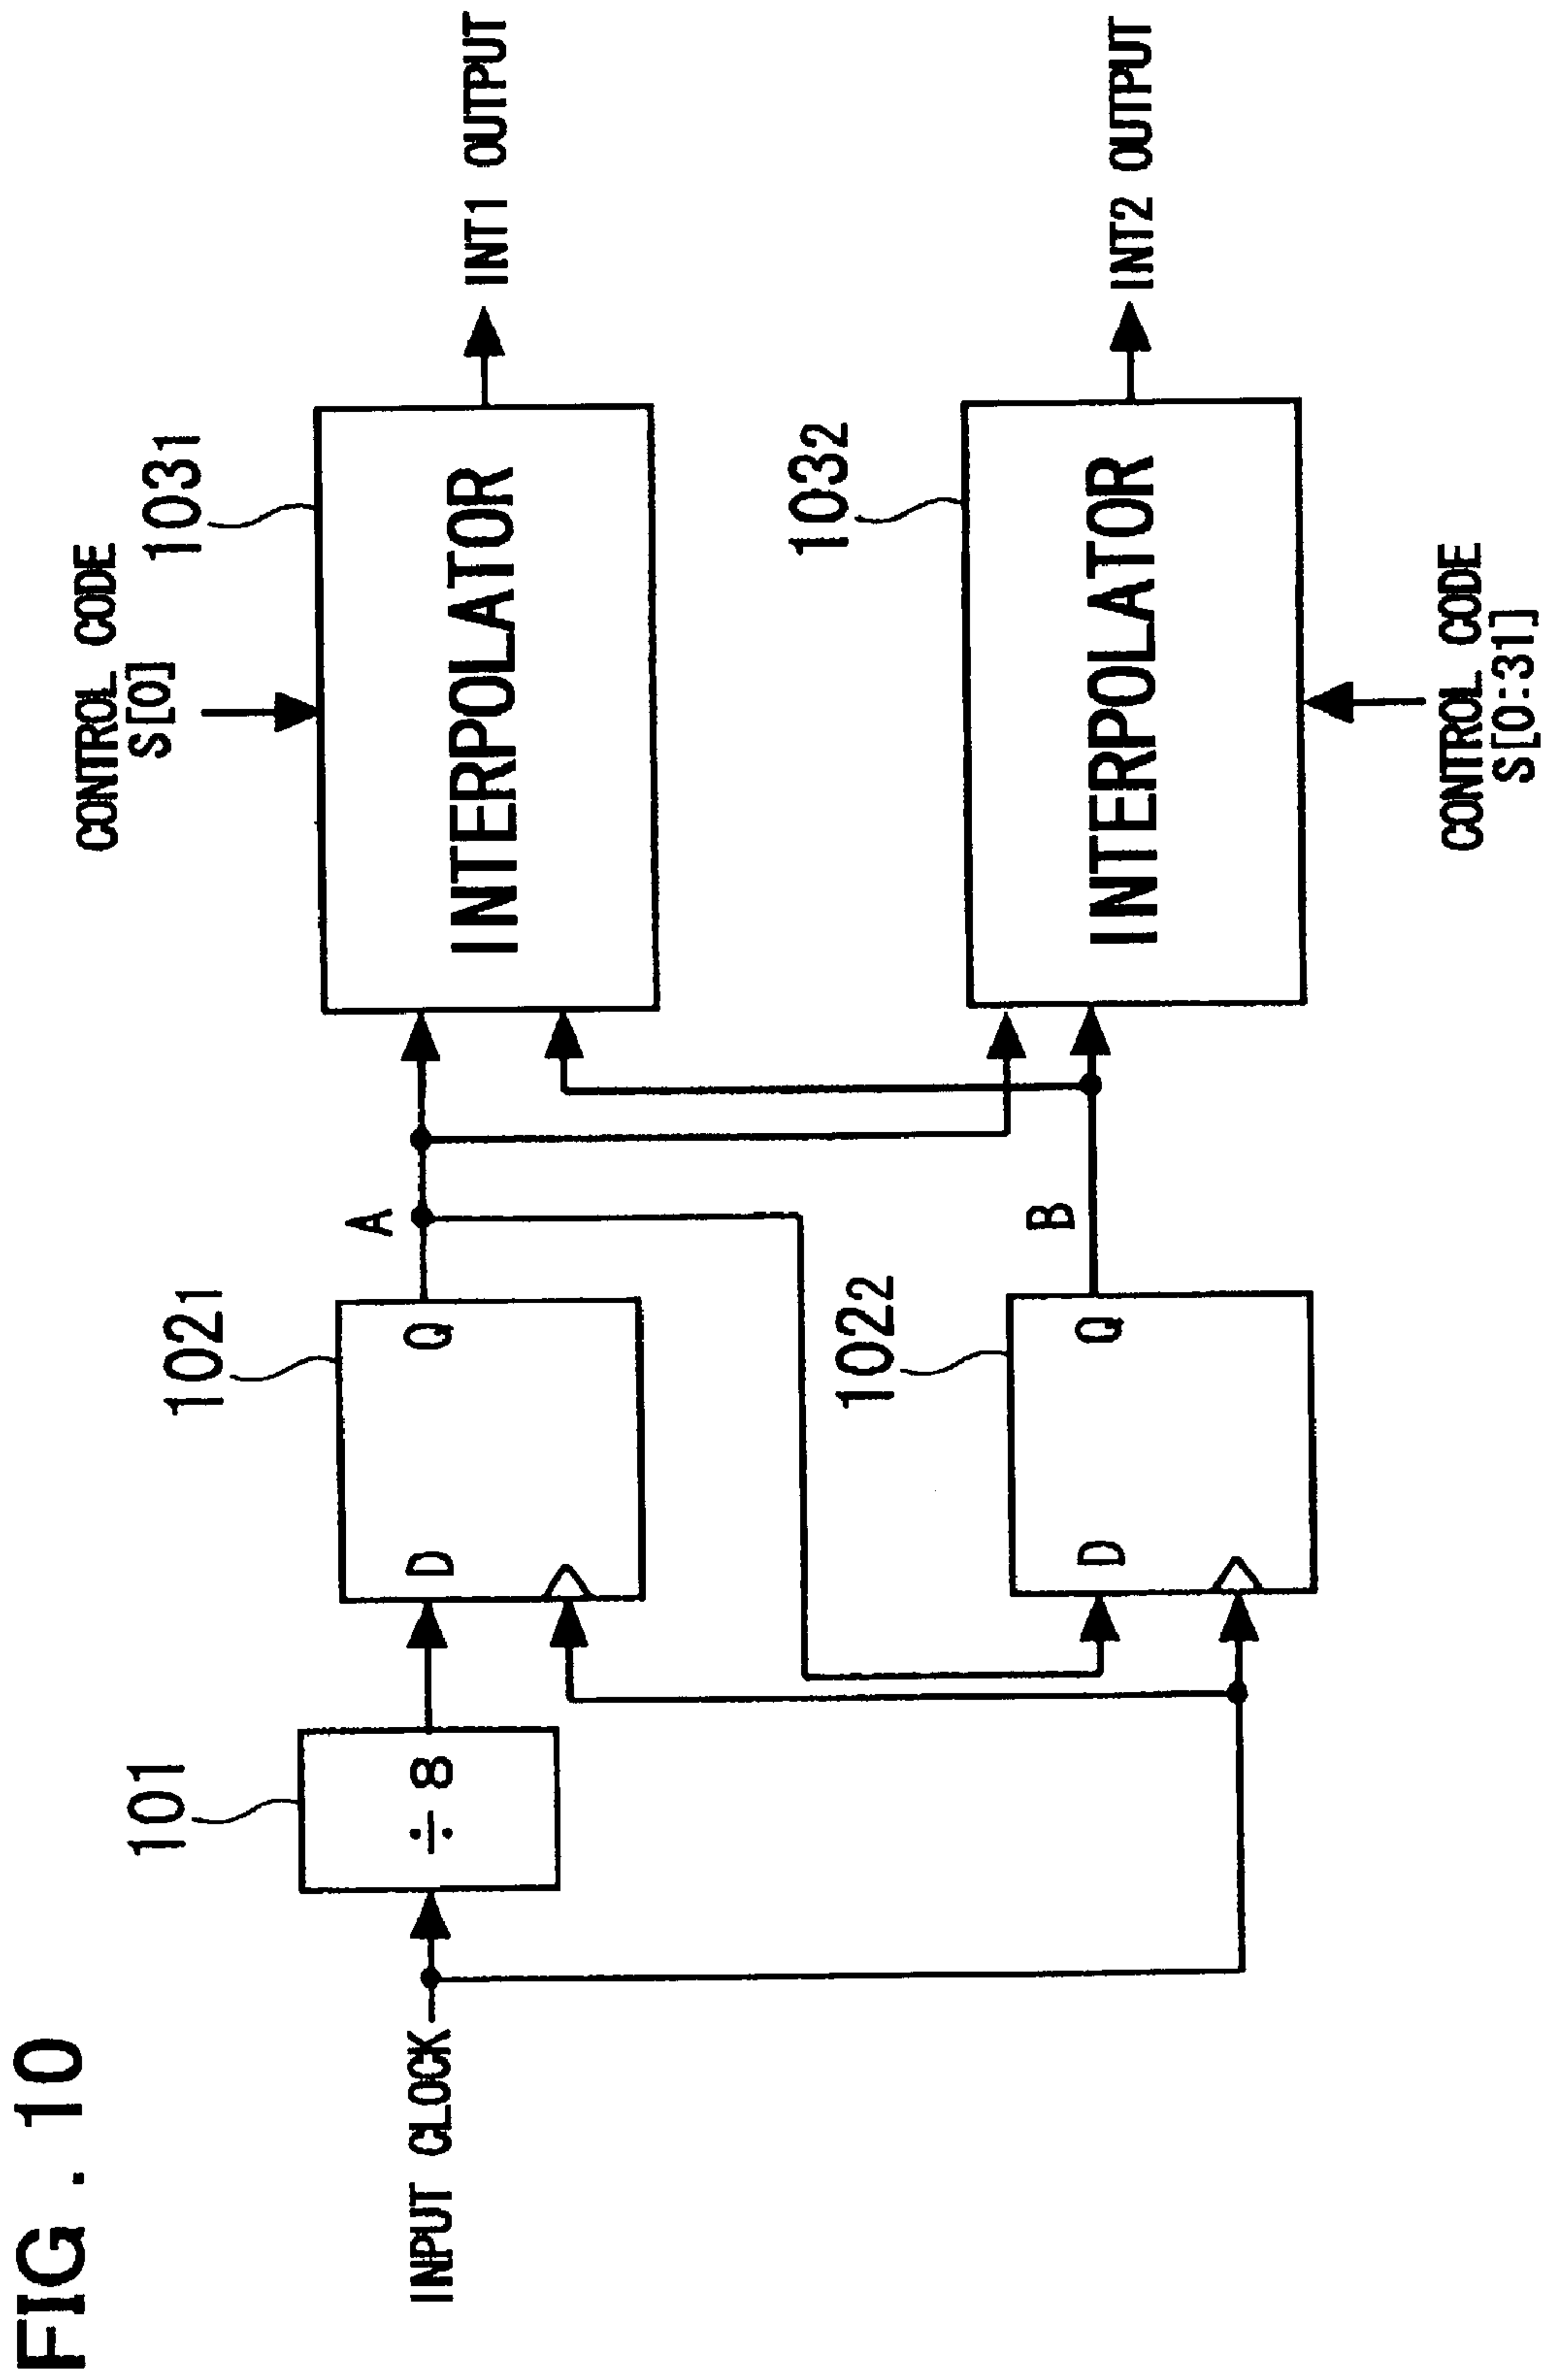 FIG. 10
CONTROL CODE
S[0]
103₁
INTERPOLATOR
INT1 OUTPUT
101
÷8
INPUT CLOCK
102₁
D
Q
A
102₂
D
Q
B
103₂
INTERPOLATOR
INT2 OUTPUT
CONTROL CODE
S[0:31]